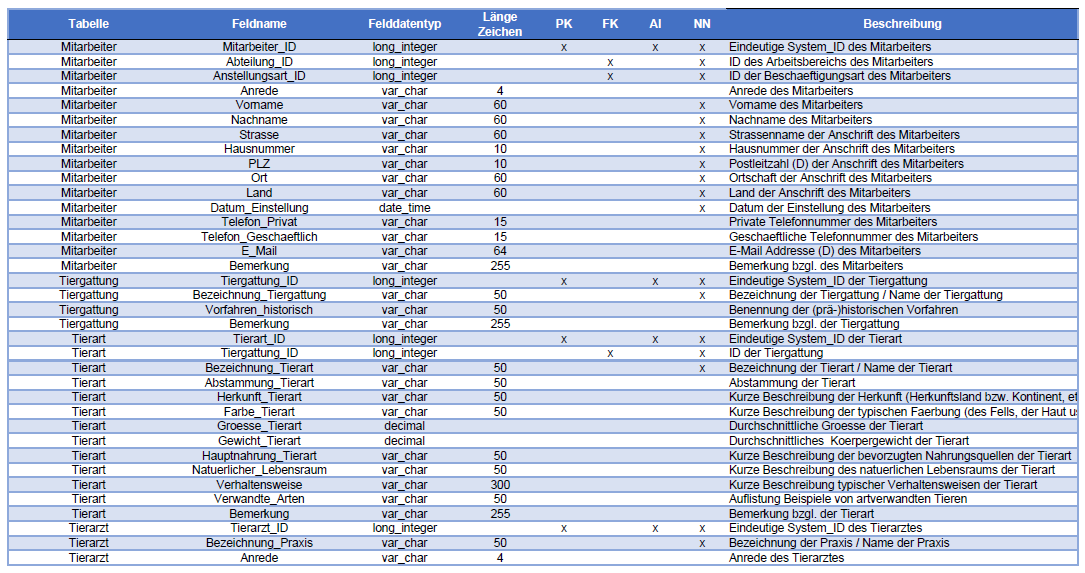 Tabelle Feldname Felddatentyp Länge Zeichen PK FK AI NN Beschreibung
Mitarbeiter Mitarbeiter_ID long_integer x x x Eindeutige System_ID des Mitarbeiters
Mitarbeiter Abteilung_ID long_integer x x ID des Arbeitsbereichs des Mitarbeiters
Mitarbeiter Anstellungsart_ID long_integer x x ID der Beschaeftigungsart des Mitarbeiters
Mitarbeiter Anrede var_char 4 Anrede des Mitarbeiters
Mitarbeiter Vorname var_char 60 x Vorname des Mitarbeiters
Mitarbeiter Nachname var_char 60 x Nachname des Mitarbeiters
Mitarbeiter Strasse var_char 60 x Strassenname der Anschrift des Mitarbeiters
Mitarbeiter Hausnummer var_char 10 x Hausnummer der Anschrift des Mitarbeiters
Mitarbeiter PLZ var_char 10 x Postleitzahl (D) der Anschrift des Mitarbeiters
Mitarbeiter Ort var_char 60 x Ortschaft der Anschrift des Mitarbeiters
Mitarbeiter Land var_char 60 x Land der Anschrift des Mitarbeiters
Mitarbeiter Datum_Einstellung date_time x Datum der Einstellung des Mitarbeiters
Mitarbeiter Telefon_Privat var_char 15 Private Telefonnummer des Mitarbeiters
Mitarbeiter Telefon_Geschaeftlich var_char 15 Geschaeftliche Telefonnummer des Mitarbeiters
Mitarbeiter E_Mail var_char 64 E-Mail Addresse (D) des Mitarbeiters
Mitarbeiter Bemerkung var_char 255 Bemerkung bzgl. des Mitarbeiters
Tiergattung Tiergattung_ID long_integer x x x Eindeutige System_ID der Tiergattung
Tiergattung Bezeichnung_Tiergattung var_char 50 x Bezeichnung der Tiergattung / Name der Tiergattung
Tiergattung Vorfahren_historisch var_char 50 Benennung der (prä-)historischen Vorfahren
Tiergattung Bemerkung var_char 255 Bemerkung bzgl. der Tiergattung
Tierart Tierart_ID long_integer x x x Eindeutige System_ID der Tierart
Tierart Tiergattung_ID long_integer x x ID der Tiergattung
Tierart Bezeichnung_Tierart var_char 50 x Bezeichnung der Tierart / Name der Tierart
Tierart Abstammung_Tierart var_char 50 Abstammung der Tierart
Tierart Herkunft_Tierart var_char 50 Kurze Beschreibung der Herkunft (Herkunftsland bzw. Kontinent, et
Tierart Farbe_Tierart var_char 50 Kurze Beschreibung der typischen Faerbung (des Fells, der Haut us
Tierart Groesse_Tierart decimal Durchschnittliche Groesse der Tierart
Tierart Gewicht_Tierart decimal Durchschnittliches Koerpergewicht der Tierart
Tierart Hauptnahrung_Tierart var_char 50 Kurze Beschreibung der bevorzugten Nahrungsquellen der Tierart
Tierart Natuerlicher_Lebensraum var_char 50 Kurze Beschreibung des natuerlichen Lebensraums der Tierart
Tierart Verhaltensweise var_char 300 Kurze Beschreibung typischer Verhaltensweisen der Tierart
Tierart Verwandte_Arten var_char 50 Auflistung Beispiele von artverwandten Tieren
Tierart Bemerkung var_char 255 Bemerkung bzgl. der Tierart
Tierarzt Tierarzt_ID long_integer x x x Eindeutige System_ID des Tierarztes
Tierarzt Bezeichnung_Praxis var_char 50 x Bezeichnung der Praxis / Name der Praxis
Tierarzt Anrede var_char 4 Anrede des Tierarztes